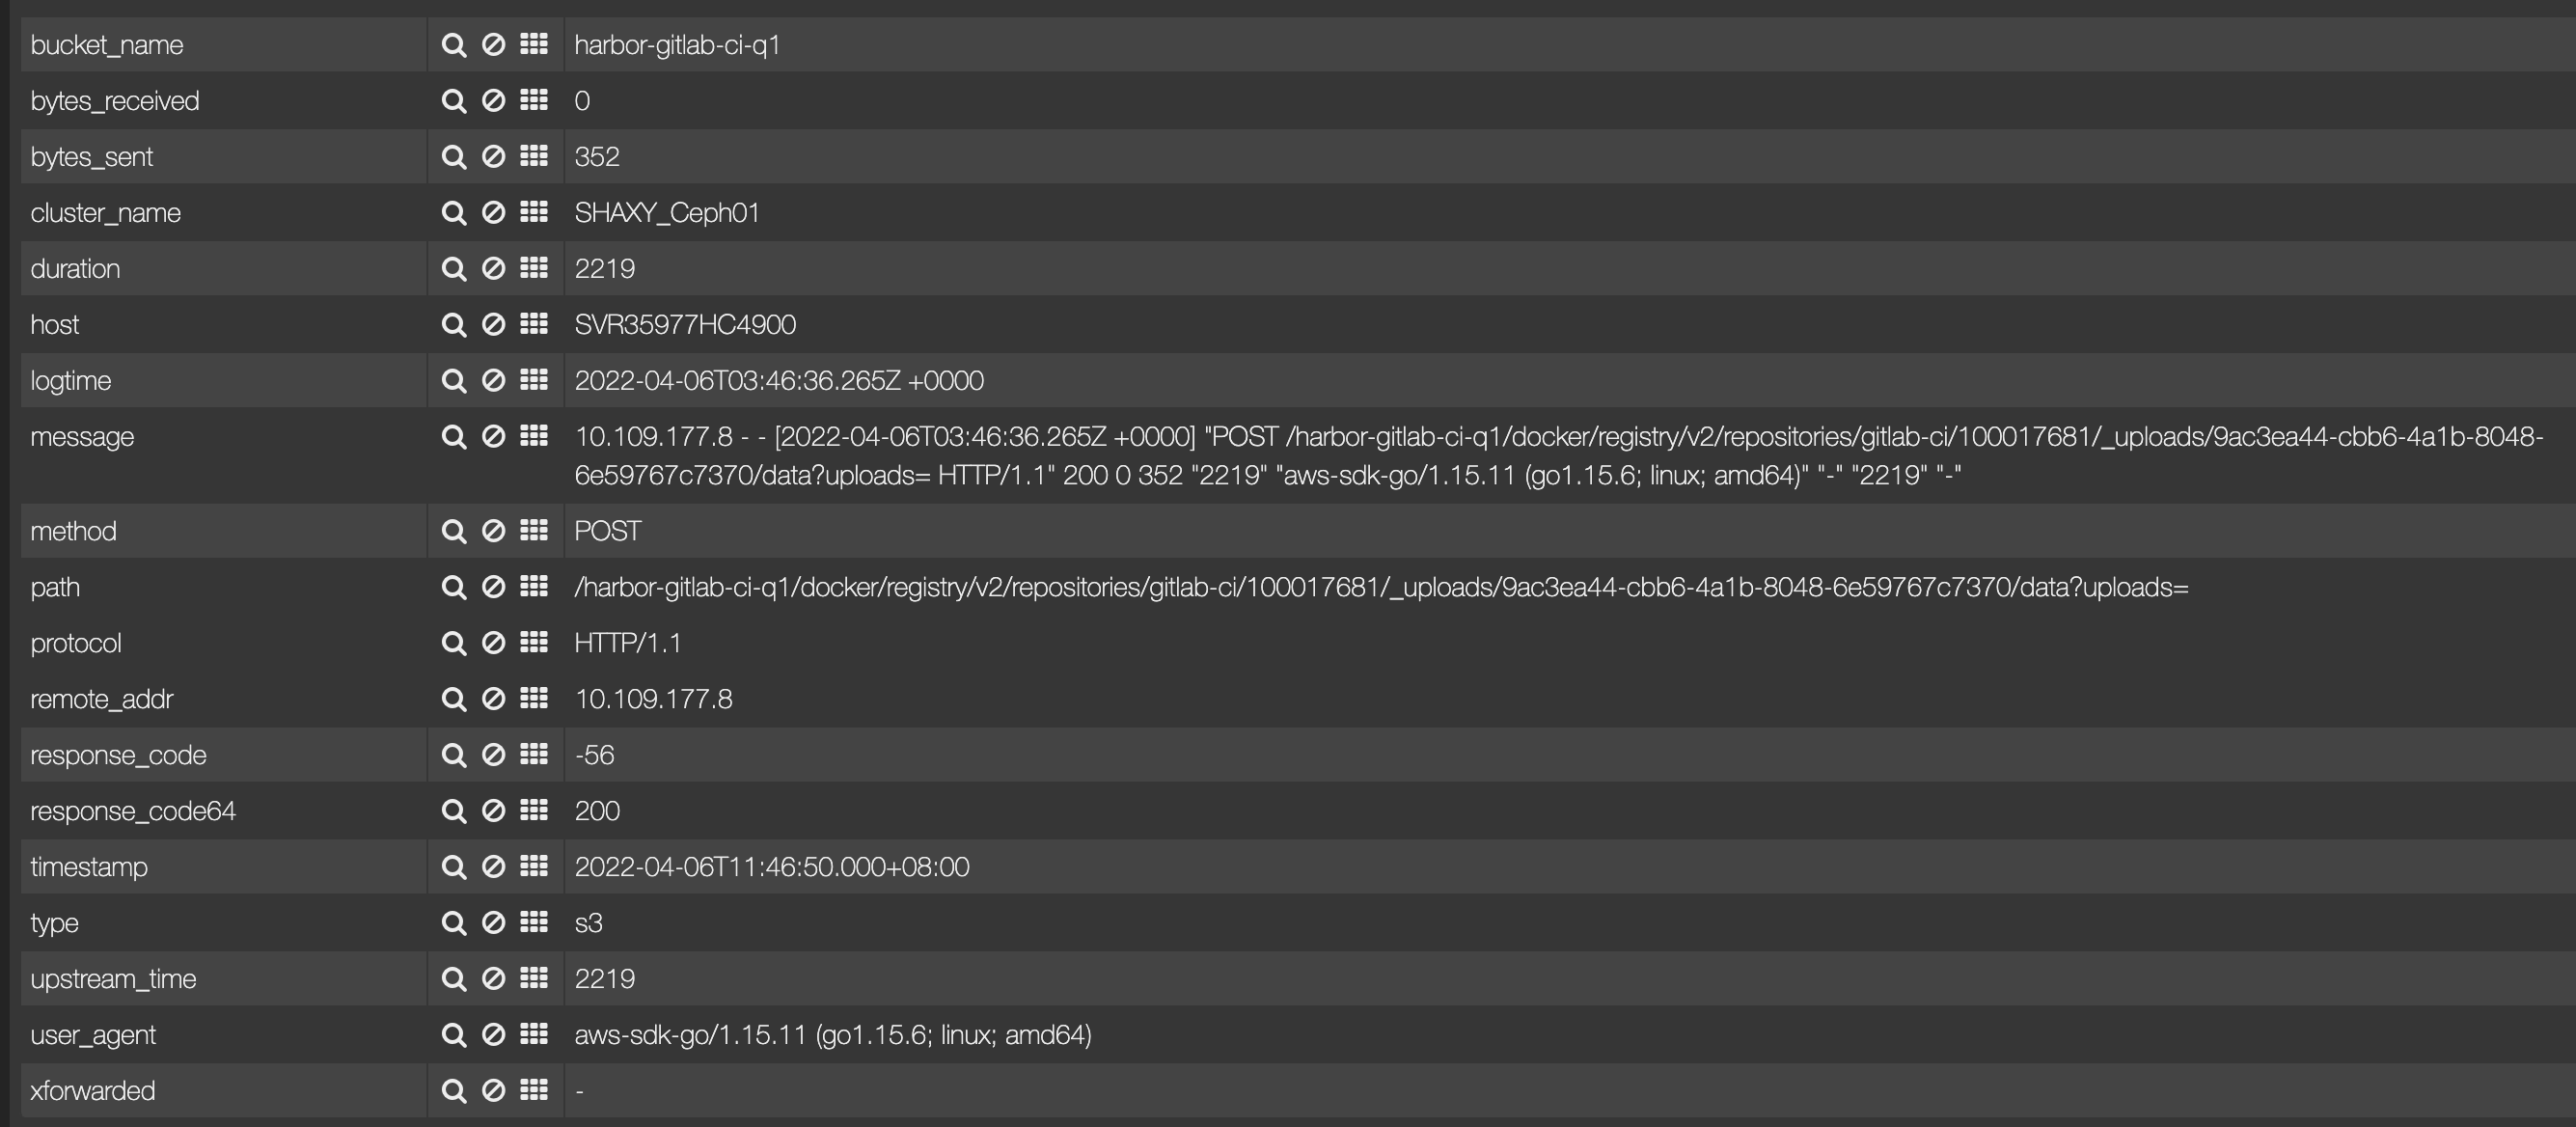 bucket_name harbor-gitlab-ci-q1
bytes_received 0
bytes_sent 352
cluster_name SHAXY_Ceph01
duration 2219
host SVR35977HC4900
logtime 2022-04-06T03:46:36.265Z +0000
message 10.109.177.8 - - [2022-04-06T03:46:36.265Z +0000] "POST /harbor-gitlab-ci-q1/docker/registry/v2/repositories/gitlab-ci/100017681/_uploads/9ac3ea44-cbb6-4a1b-8048-
6e59767c7370/data?uploads= HTTP/1.1" 200 0 352 "2219" "aws-sdk-go/1.15.11 (go1.15.6; linux; amd64)" "-" "2219" "-"
method POST
path /harbor-gitlab-ci-q1/docker/registry/v2/repositories/gitlab-ci/100017681/_uploads/9ac3ea44-cbb6-4a1b-8048-6e59767c7370/data?uploads=
protocol HTTP/1.1
remote_addr 10.109.177.8
response_code -56
response_code64 200
timestamp 2022-04-06T11:46:50.000+08:00
type s3
upstream_time 2219
user_agent aws-sdk-go/1.15.11 (go1.15.6; linux; amd64)
xforwarded -